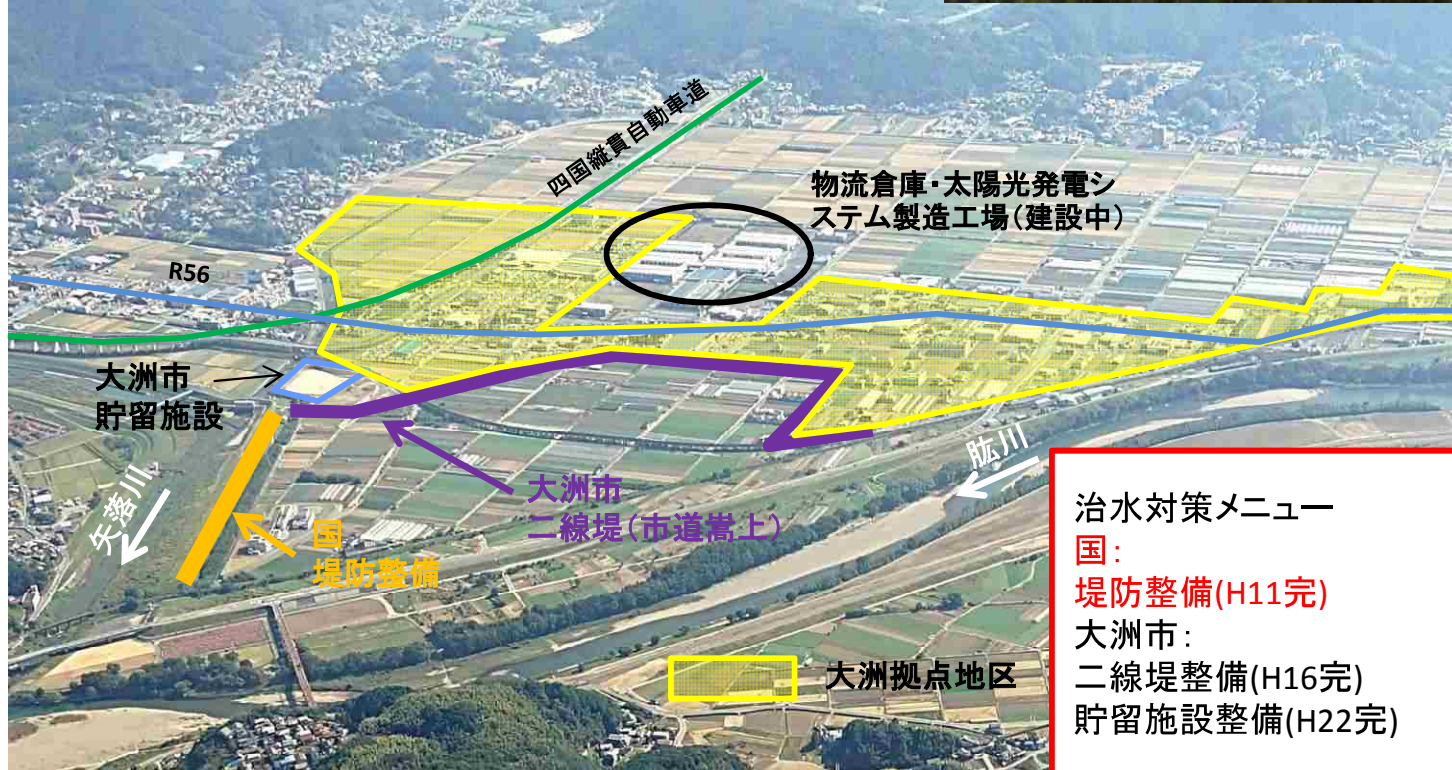 四国縦貫自動車道
物流倉庫・太陽光発電シ
ステム製造工場(建設中)
R56
大洲市
貯留施設
矢落川
肱川
大洲市
二線堤(市道嵩上)
国
堤防整備
大洲拠点地区
治水対策メニュー
国:
堤防整備(H11完)
大洲市:
二線堤整備(H16完)
貯留施設整備(H22完)